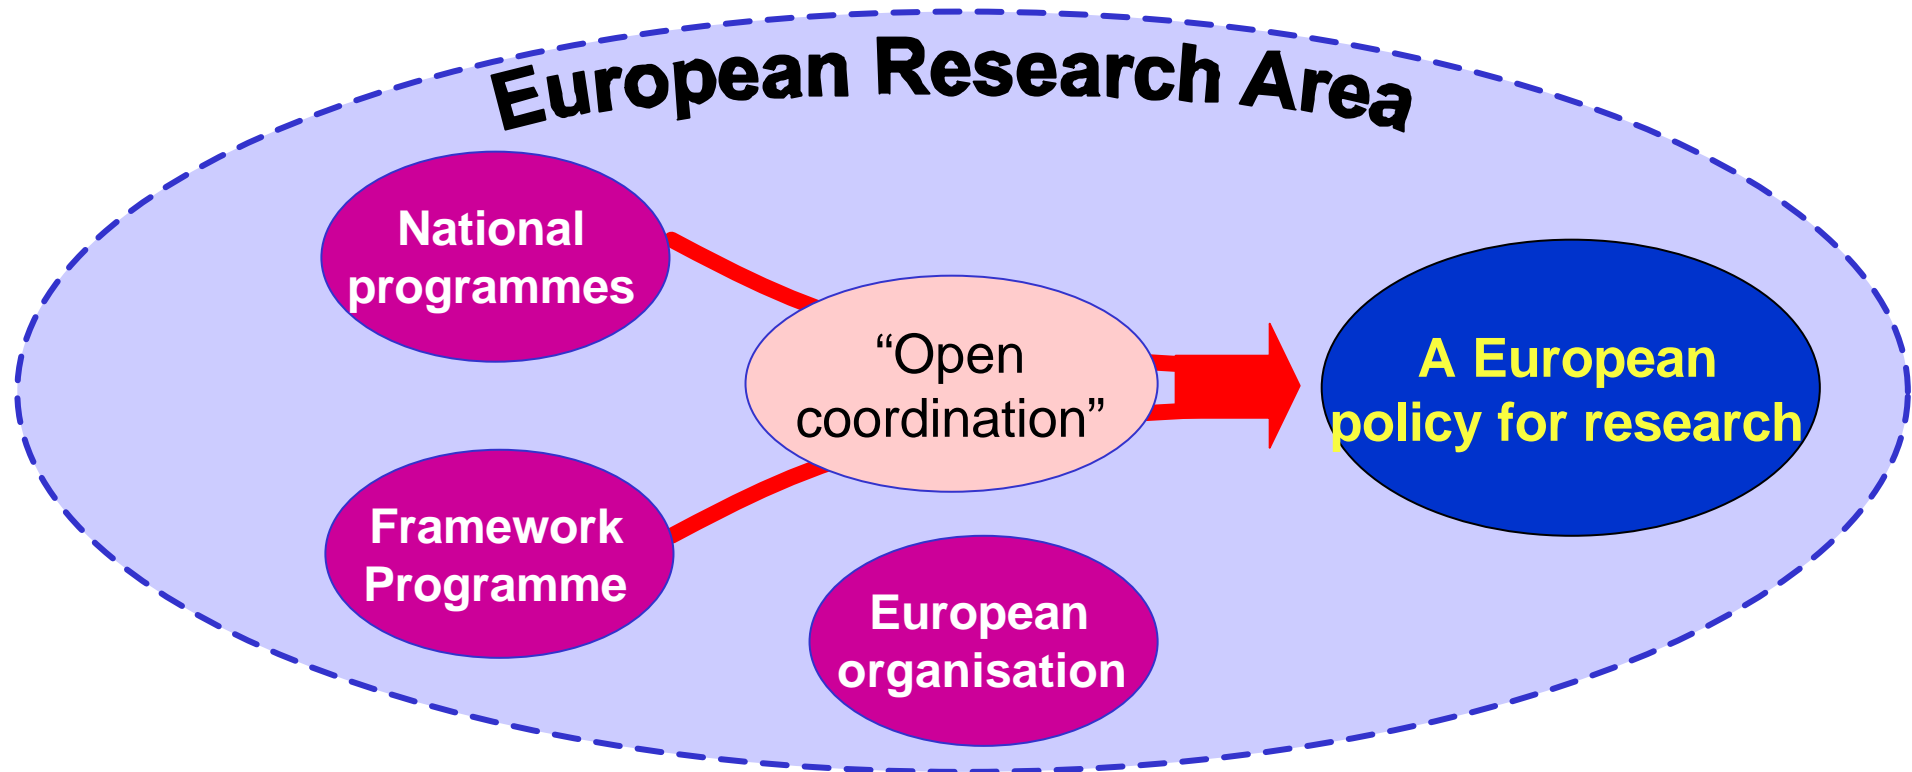 European Research Area
National
programmes
“Open
coordination”
A European
policy for research
Framework
Programme
European
organisation